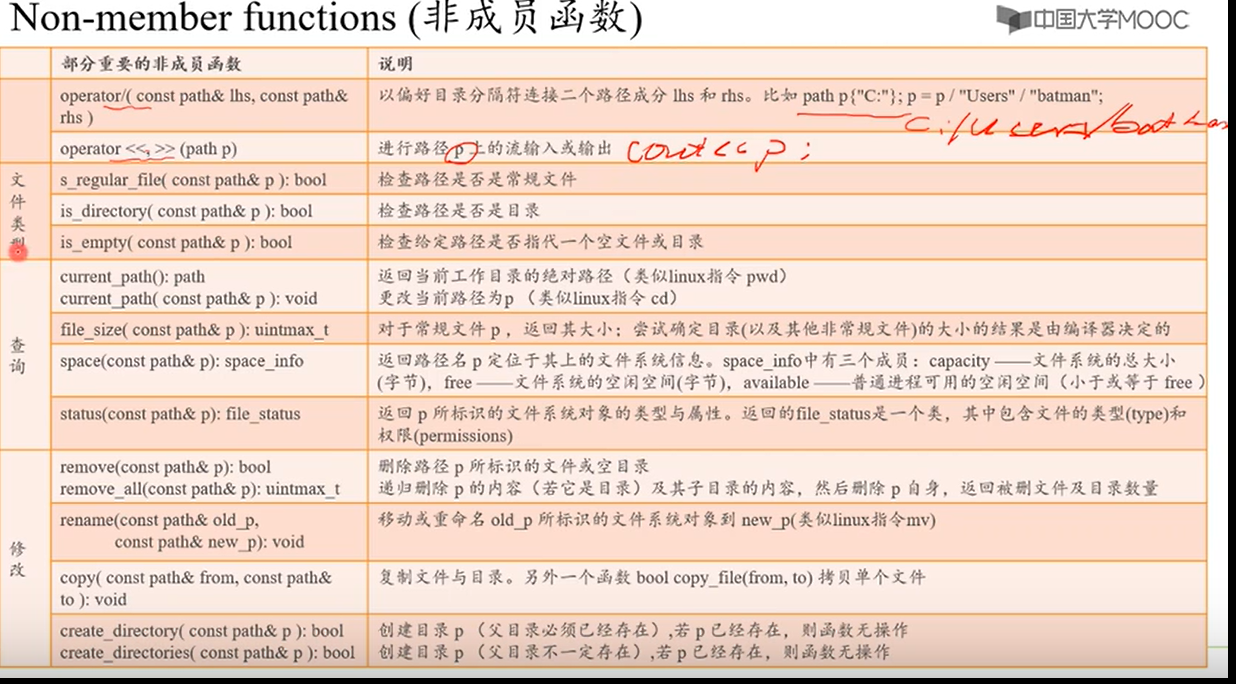 Non-member functions (非成员函数)
中国大学MOOC
部分重要的非成员函数
说明
operator/( const path& lhs, const path&
rhs )
以偏好目录分隔符连接二个路径成分 lhs 和 rhs。比如 path p{"C:"}; p = p / "Users" / "batman";
operator <<, >> (path p)
进行路径 p 上的流输入或输出
cout << p ;
文
件
类
型
s_regular_file( const path& p ): bool
检查路径是否是常规文件
is_directory( const path& p ): bool
检查路径是否是目录
is_empty( const path& p ): bool
检查给定路径是否指代一个空文件或目录
查
询
current_path(): path
返回当前工作目录的绝对路径（类似linux指令 pwd）
current_path( const path& p ): void
更改当前路径为p （类似linux指令 cd）
file_size( const path& p ): uintmax_t
对于常规文件 p ，返回其大小；尝试确定目录(以及其他非常规文件)的大小的结果是由编译器决定的
space(const path& p): space_info
返回路径名 p 定位于其上的文件系统信息。space_info中有三个成员：capacity ——文件系统的总大小
(字节)，free ——文件系统的空闲空间(字节)，available ——普通进程可用的空闲空间（小于或等于 free ）
status(const path& p): file_status
返回 p 所标识的文件系统对象的类型与属性。返回的file_status是一个类，其中包含文件的类型(type)和
权限(permissions)
修
改
remove(const path& p): bool
删除路径 p 所标识的文件或空目录
remove_all(const path& p): uintmax_t
递归删除 p 的内容（若它是目录）及其子目录的内容，然后删除 p 自身，返回被删文件及目录数量
rename(const path& old_p,
const path& new_p): void
移动或重命名 old_p 所标识的文件系统对象到 new_p(类似linux指令mv)
copy( const path& from, const path&
to ): void
复制文件与目录。另外一个函数 bool copy_file(from, to) 拷贝单个文件
create_directory( const path& p ): bool
创建目录 p （父目录必须已经存在）,若 p 已经存在，则函数无操作
create_directories( const path& p ): bool
创建目录 p （父目录不一定存在）,若 p 已经存在，则函数无操作